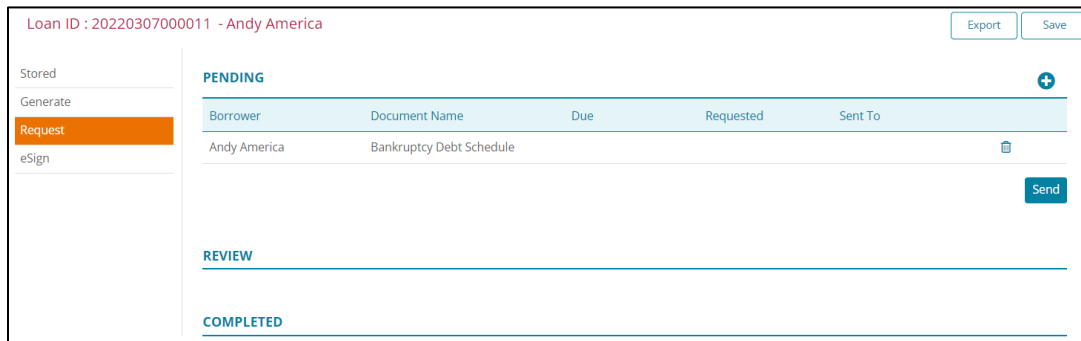 Loan ID : 20220307000011 - Andy America
Export
Save
Stored
Generate
Request
eSign
PENDING
Borrower Document Name Due Requested Sent To
Andy America Bankruptcy Debt Schedule
Send
REVIEW
COMPLETED